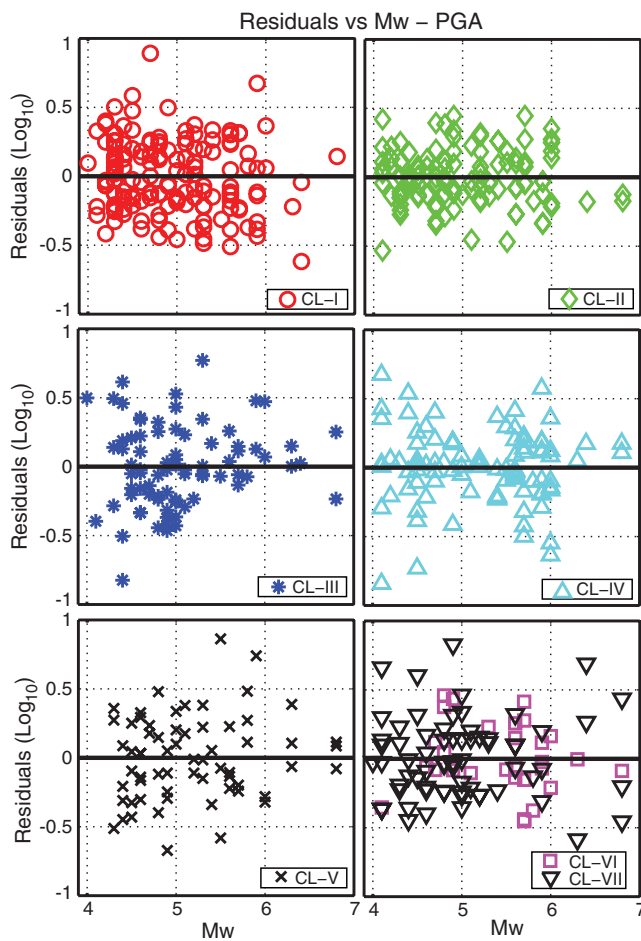 Residuals vs Mw – PGA
1
0.5
0
-0.5
-1
Residuals (Log10)
CL–I
CL–II
1
0.5
0
-0.5
-1
Residuals (Log10)
CL–III
CL–IV
1
0.5
0
-0.5
-1
Residuals (Log10)
CL–V
CL–VI
CL–VII
4 5 6 7
4 5 6 7
Mw
Mw